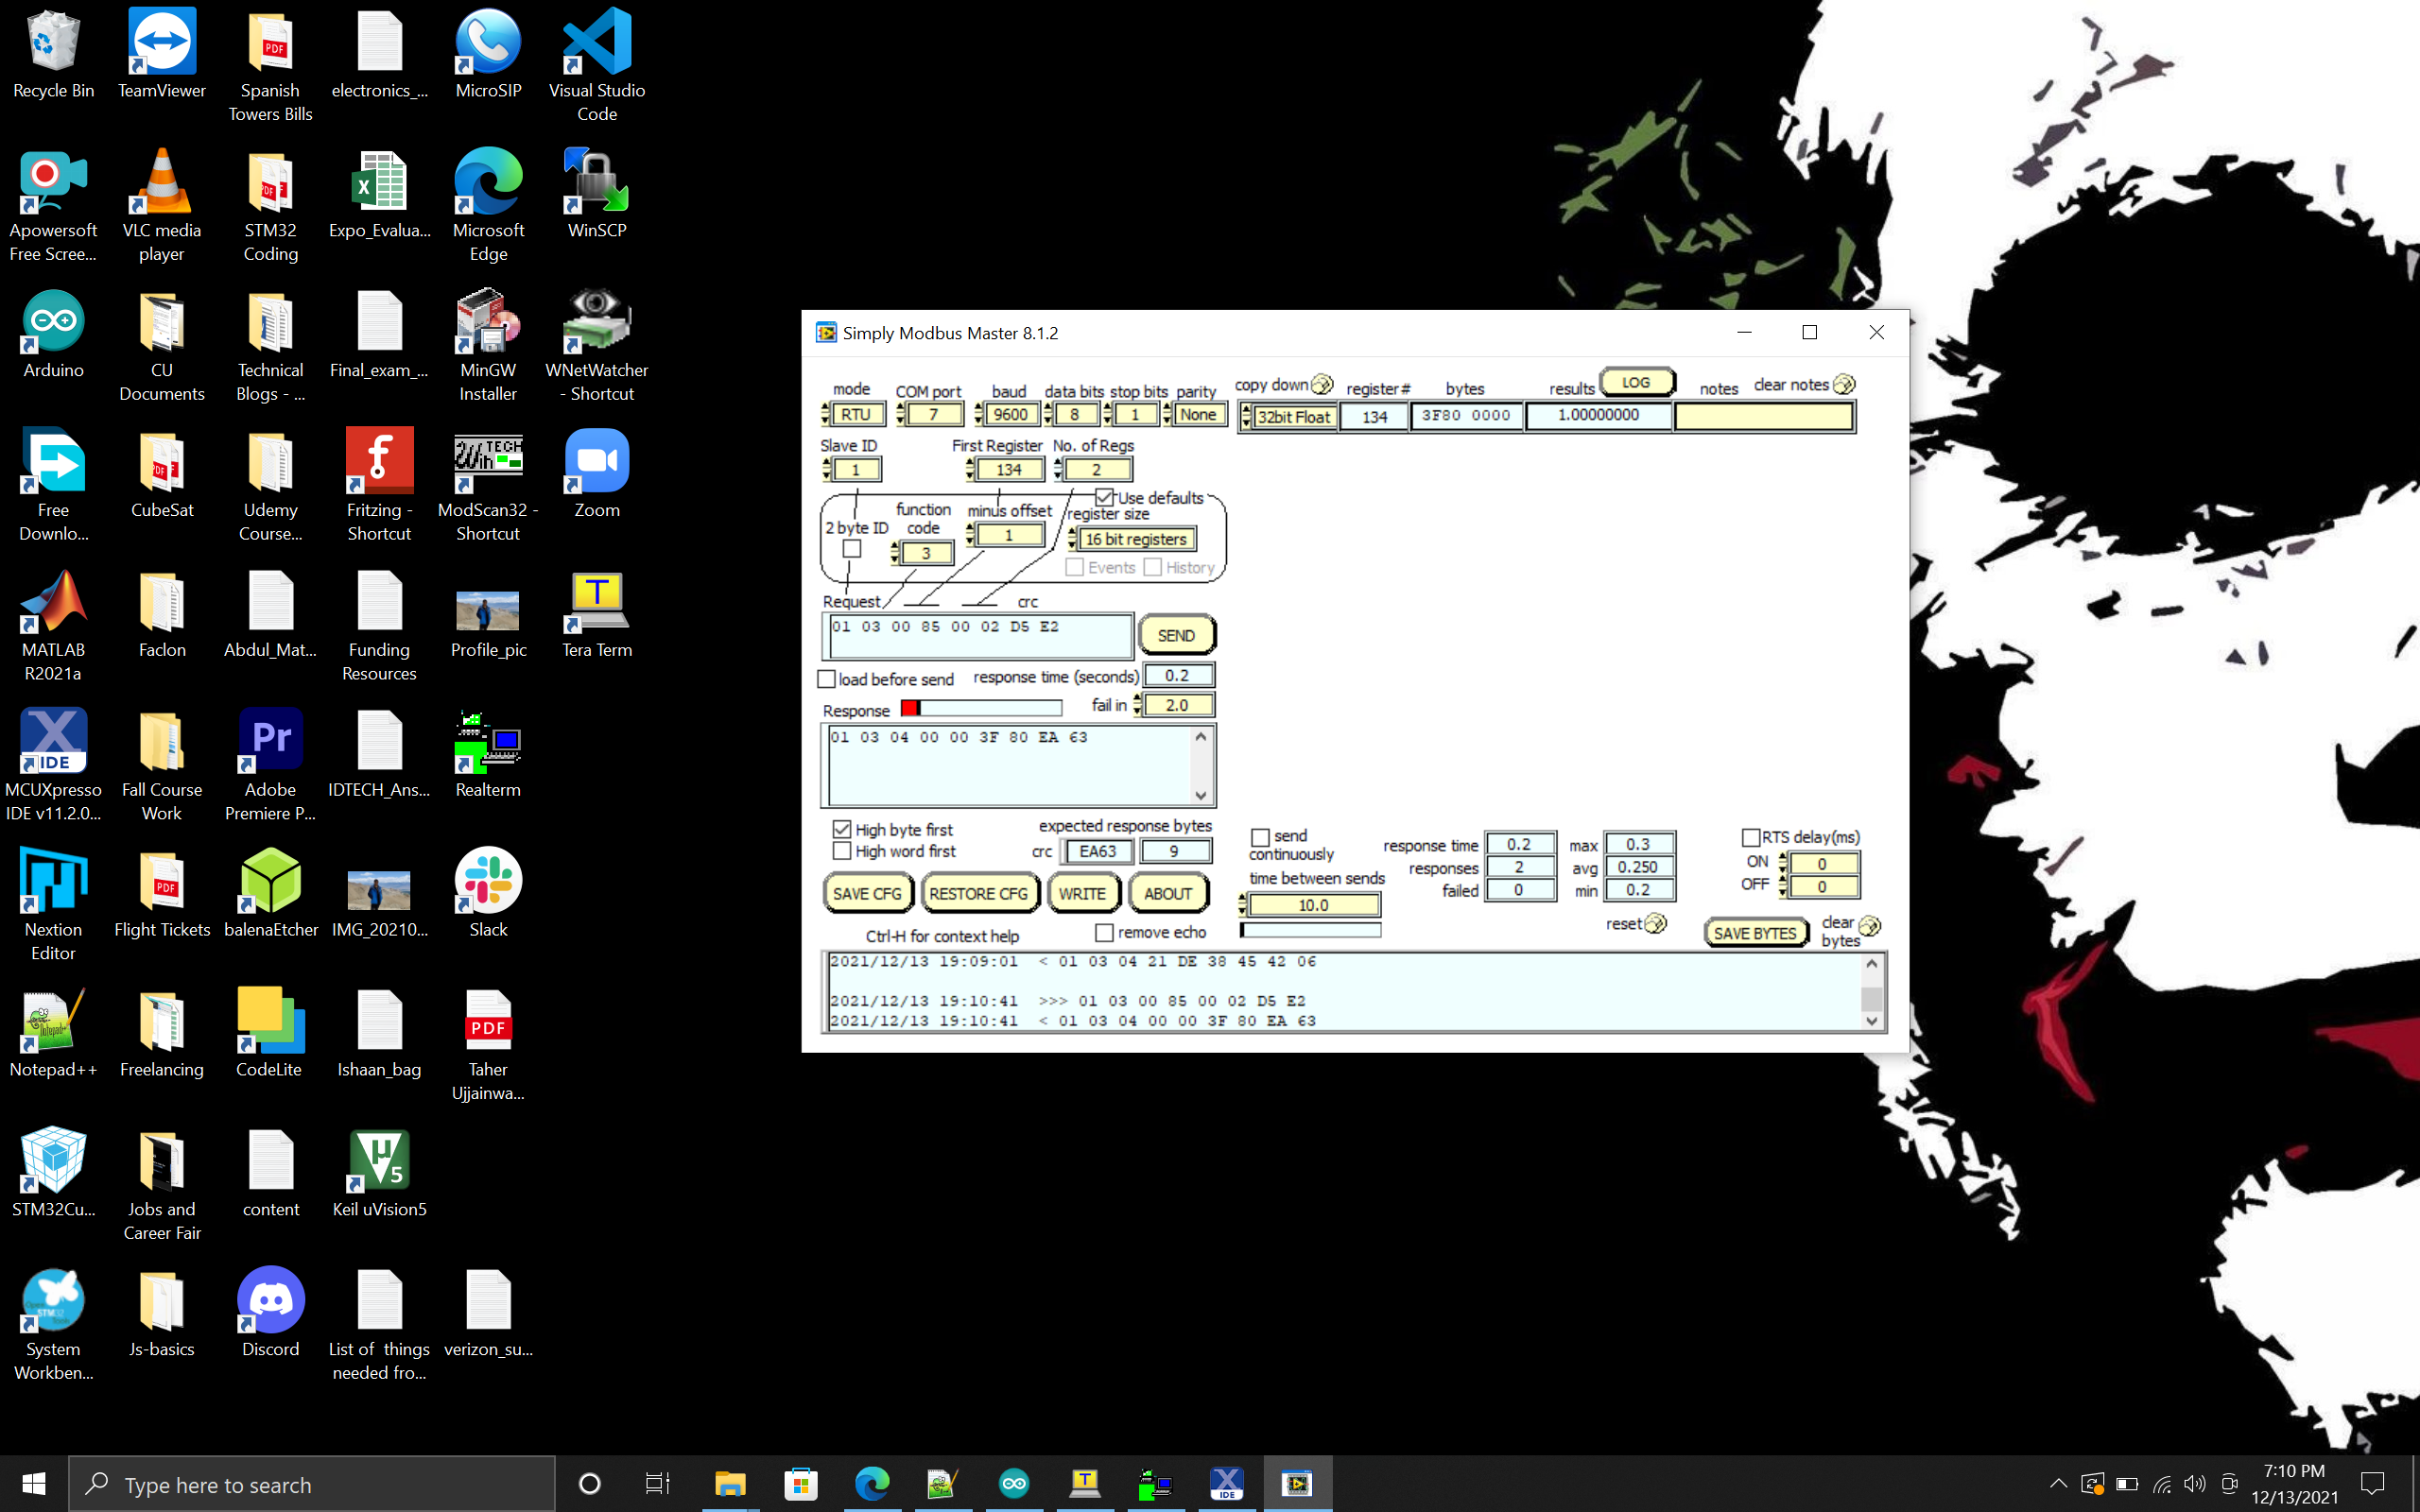 Recycle Bin
TeamViewer
Spanish
Towers Bills
electronics_...
MicroSIP
Visual Studio
Code
Apowersoft
Free Scree...
VLC media
player
STM32
Coding
Expo_Evalua...
Microsoft
Edge
WinSCP
Arduino
CU
Documents
Technical
Blogs - ...
Final_exam_...
MinGW
Installer
WNetWatcher
- Shortcut
Free
Downlo...
CubeSat
Udemy
Course...
Fritzing -
Shortcut
ModScan32 -
Shortcut
Zoom
MATLAB
R2021a
Faclon
Abdul_Mat...
Funding
Resources
Profile_pic
Tera Term
MCUXpresso
IDE v11.2.0...
Fall Course
Work
Adobe
Premiere P...
IDTECH_Ans...
Realterm
Nextion
Editor
Flight Tickets
balenaEtcher
IMG_20210...
Slack
Notepad++
Freelancing
CodeLite
Ishaan_bag
Taher
Ujjainwa...
STM32Cu...
Jobs and
Career Fair
content
Keil uVision5
System
Workben...
Js-basics
Discord
List of things
needed fro...
verizon_su...
Simply Modbus Master 8.1.2
mode COM port baud data bits stop bits parity
RTU 7 9600 8 1 None
copy down register # bytes results LOG notes clear notes
32bit Float 134 3F80 0000 1.00000000
Slave ID First Register No. of Regs
1 134 2
Use defaults
2 byte ID function code minus offset register size
3 1 16 bit registers
Events History
Request crc
01 03 00 85 00 02 D5 E2 SEND
load before send response time (seconds) 0.2
Response fail in 2.0
01 03 04 00 00 3F 80 EA 63
High byte first expected response bytes
High word first crc EA63 9
SAVE CFG RESTORE CFG WRITE ABOUT
Ctrl-H for context help remove echo
send
continuously
time between sends
10.0
response time 0.2 max 0.3
responses 2 avg 0.250
failed 0 min 0.2
reset
RTS delay(ms)
ON 0
OFF 0
SAVE BYTES clear bytes
2021/12/13 19:09:01 < 01 03 04 21 DE 38 45 42 06
2021/12/13 19:10:41 >>> 01 03 00 85 00 02 D5 E2
2021/12/13 19:10:41 < 01 03 04 00 00 3F 80 EA 63
Type here to search
7:10 PM
12/13/2021